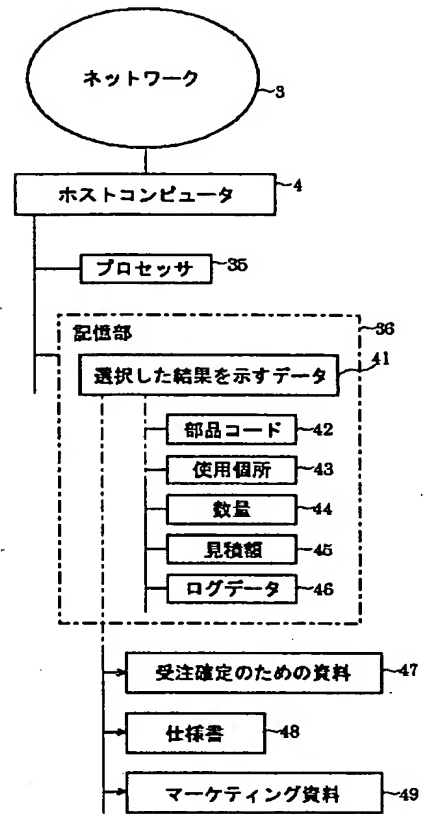 ネットワーク
3
ホストコンピュータ
4
プロセッサ
35
記憶部
36
選択した結果を示すデータ
41
部品コード
42
使用個所
43
数量
44
見積額
45
ログデータ
46
受注確定のための資料
47
仕様書
48
マーケティング資料
49